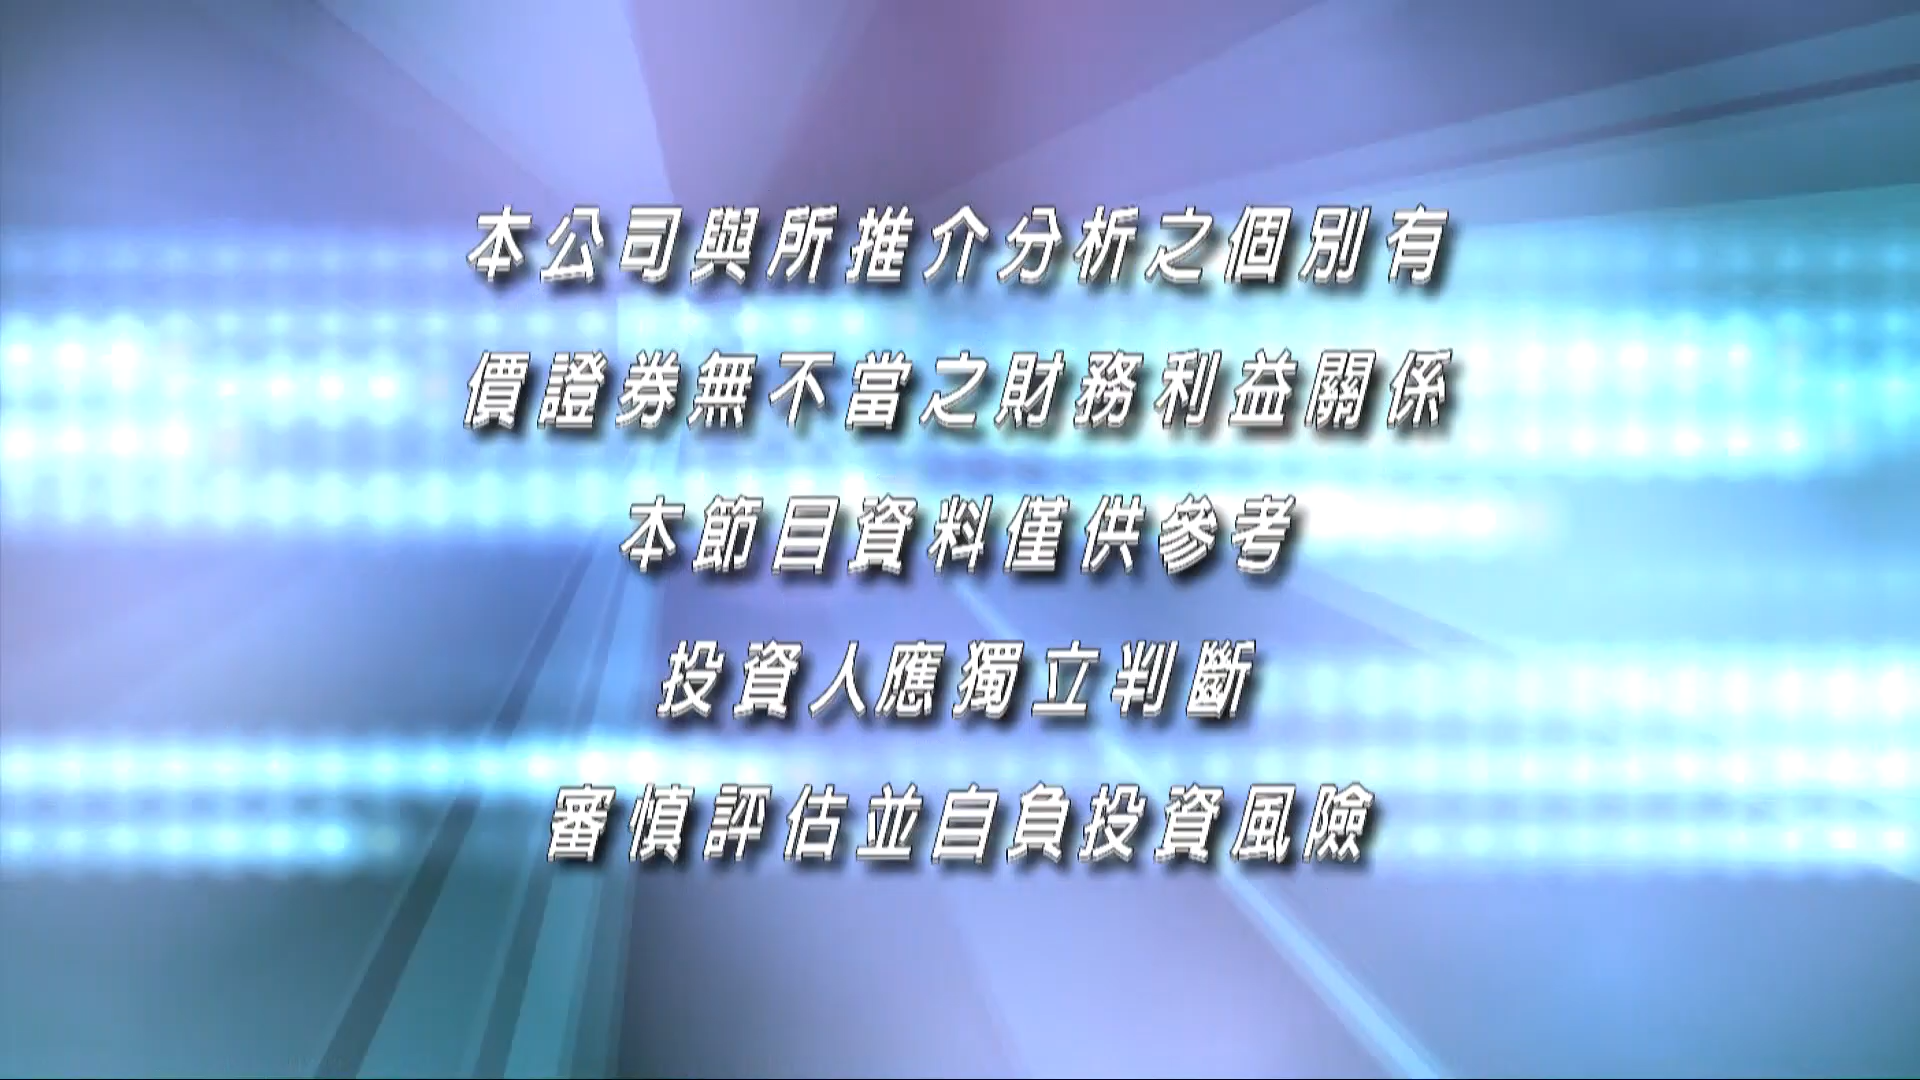 本公司與所推介分析之個別有
價證券無不當之財務利益關係
本節目資料僅供參考
投資人應獨立判斷
審慎評估並自負投資風險